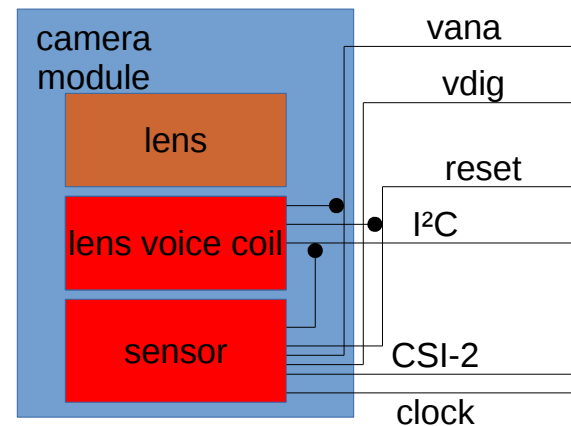 camera
module
lens
lens voice coil
sensor
vana
vdig
reset
I²C
CSI-2
clock